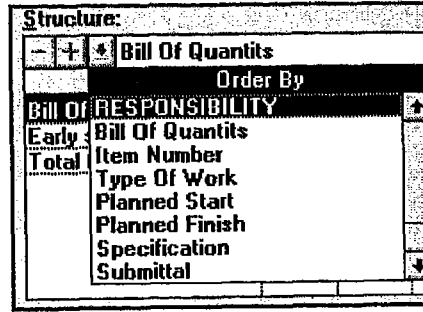 Structure:
Bill Of Quantits
Order By
Bill Of RESPONSIBILITY
Early Bill Of Quantits
Total Item Number
Type Of Work
Planned Start
Planned Finish
Specification
Submittal